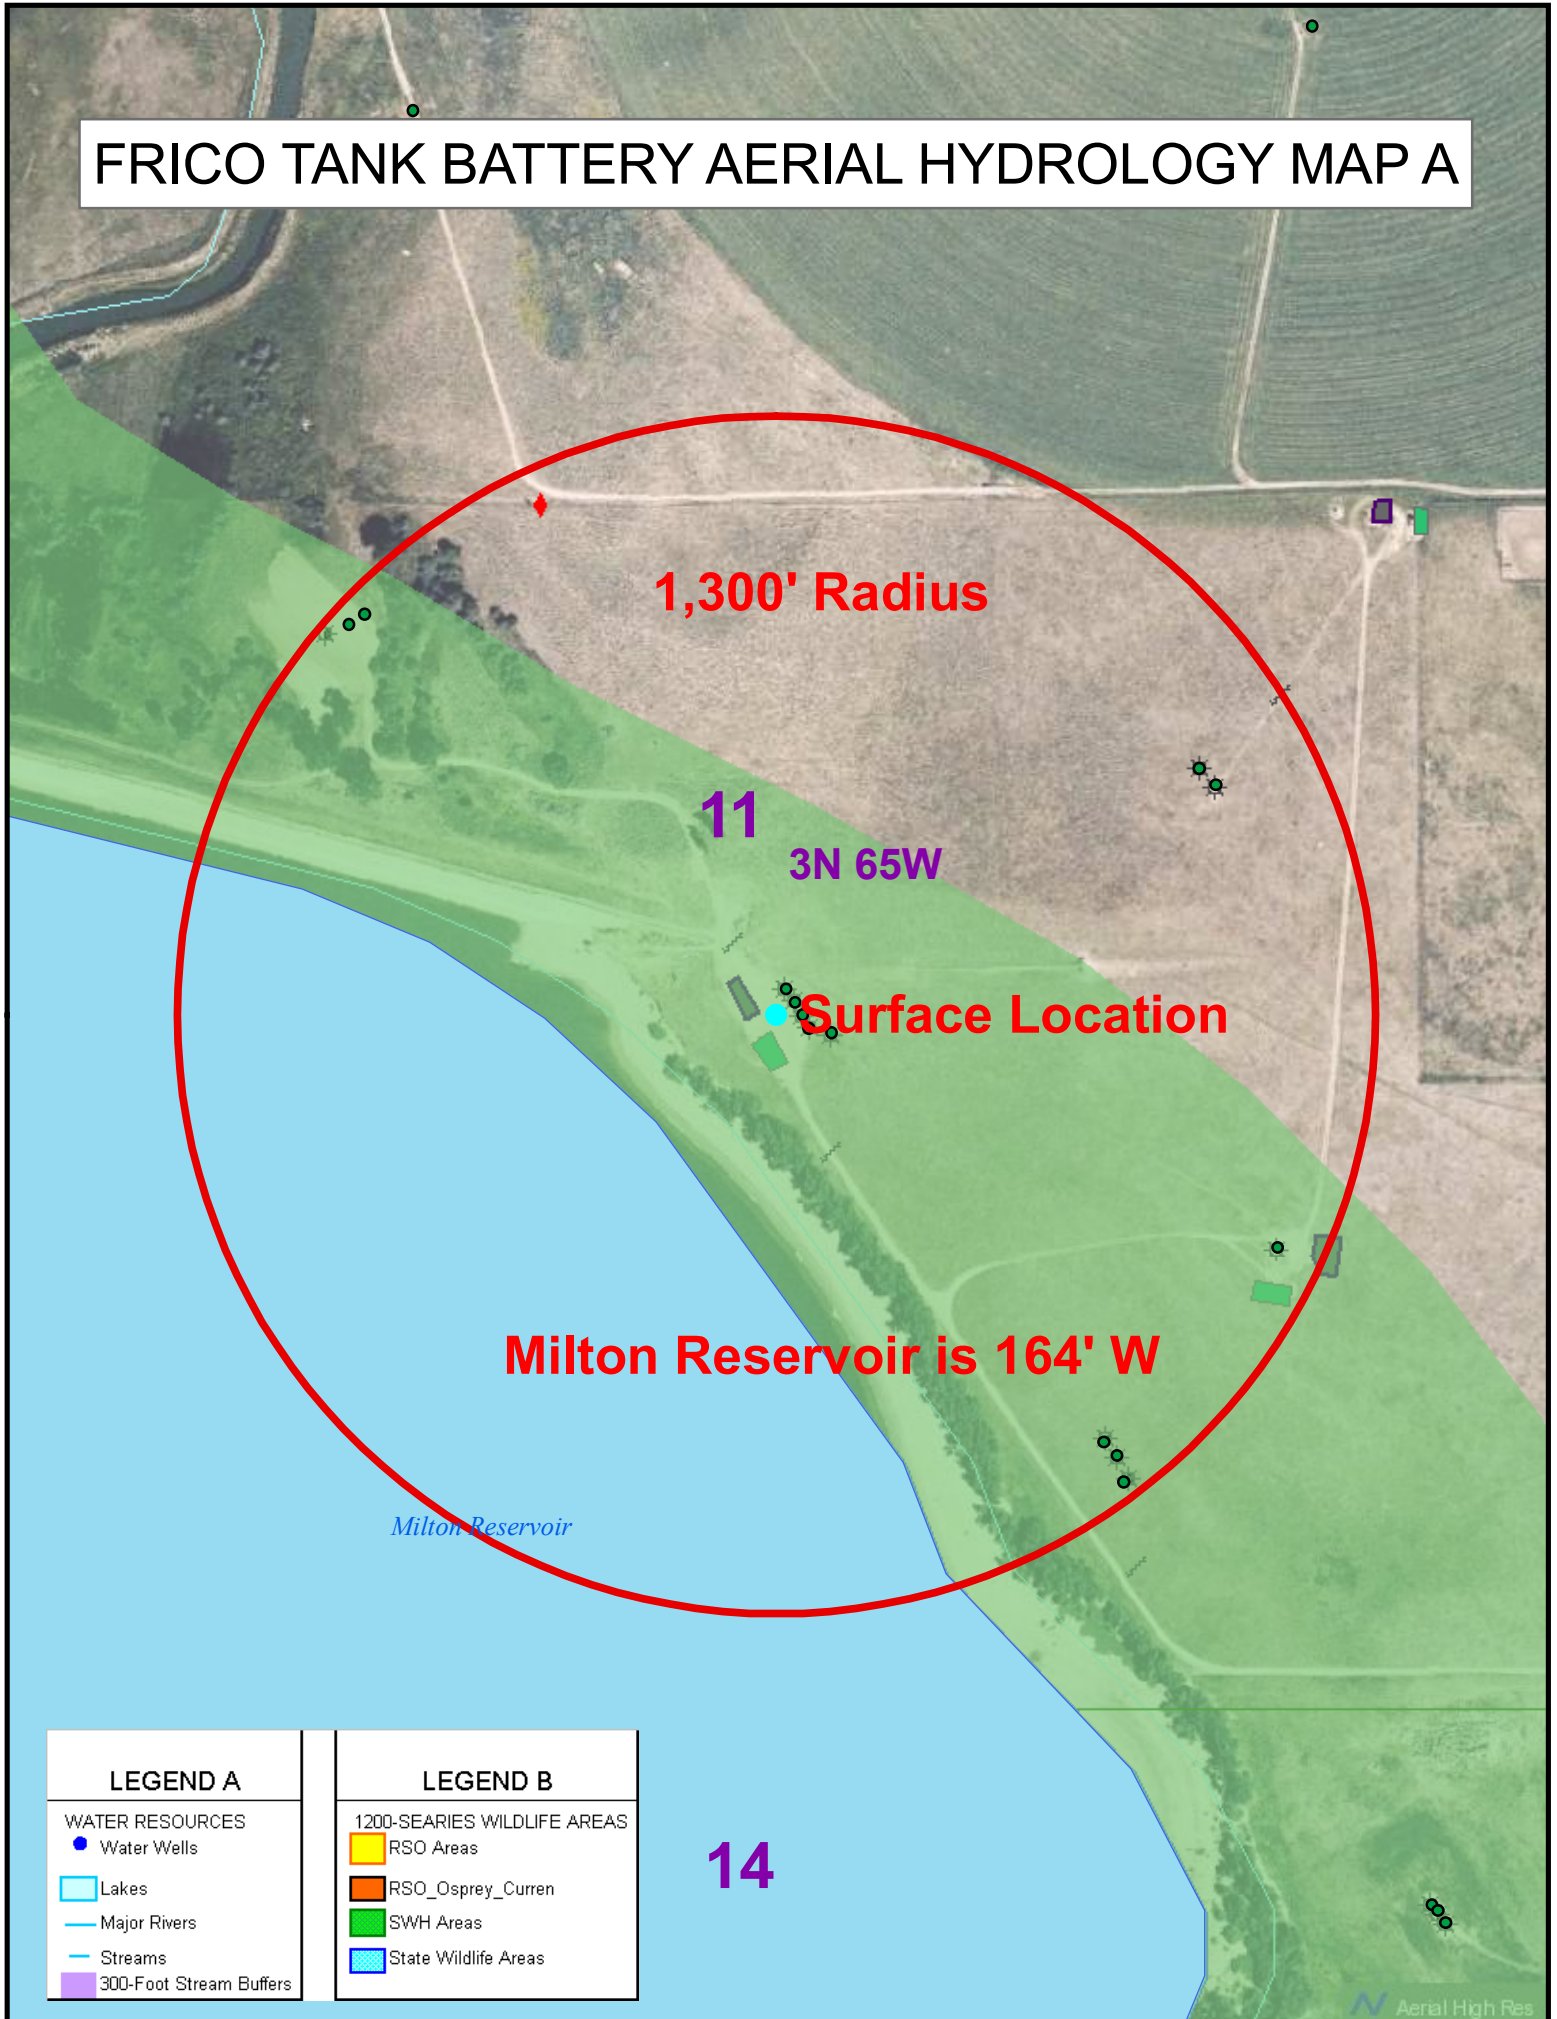 FRICO TANK BATTERY AERIAL HYDROLOGY MAP A
1,300' Radius
11
3N 65W
Surface Location
Milton Reservoir is 164' W
Milton Reservoir
14
LEGEND A
WATER RESOURCES
Water Wells
Lakes
Major Rivers
Streams
300-Foot Stream Buffers
LEGEND B
1200-SEARIES WILDLIFE AREAS
RSO Areas
RSO_Osprey_Curren
SWH Areas
State Wildlife Areas
Aerial High Res